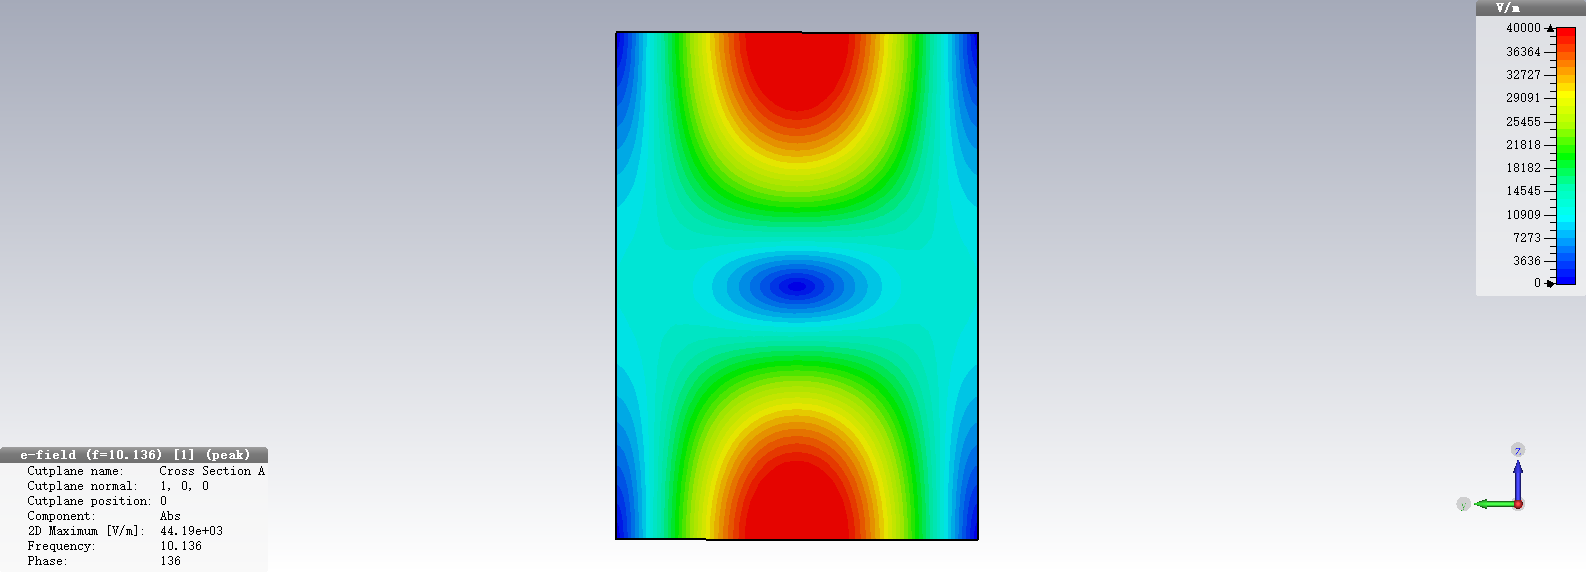 V/m
40000
36364
32727
29091
25455
21818
18182
14545
10909
7273
3636
0
e-field (f=10.136) [1] (peak)
Cutplane name: Cross Section A
Cutplane normal: 1, 0, 0
Cutplane position: 0
Component: Abs
2D Maximum [V/m]: 44.19e+03
Frequency: 10.136
Phase: 136
z
y